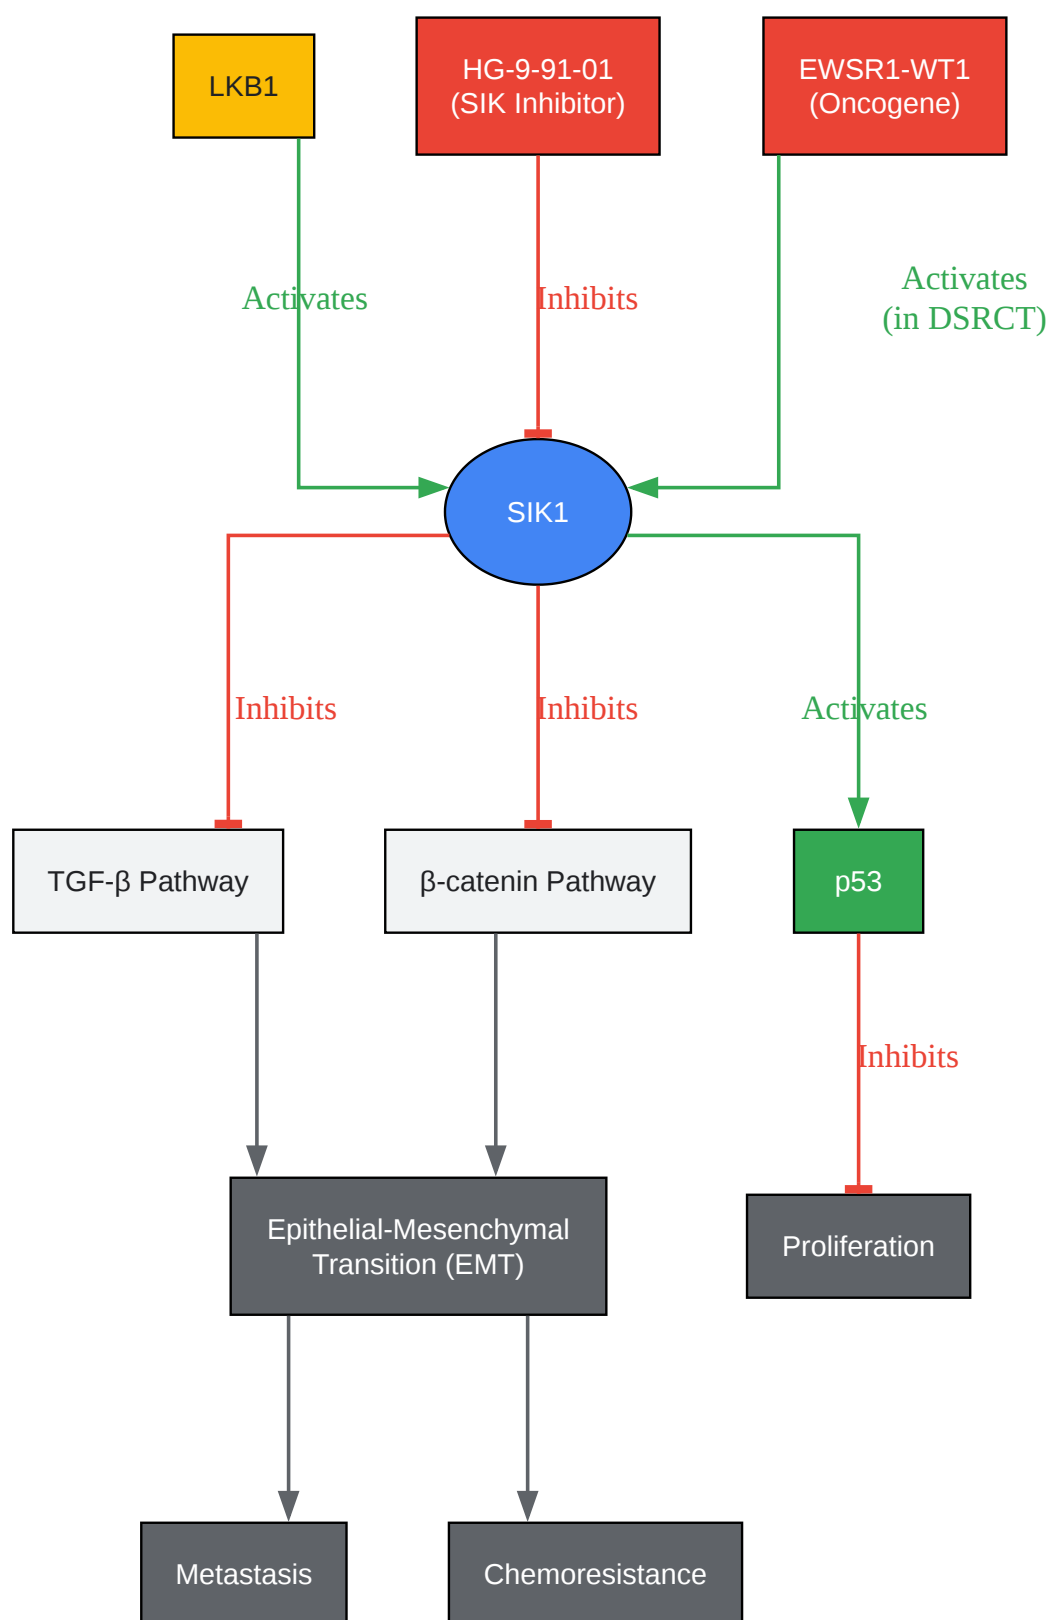 LKB1
HG-9-91-01
(SIK Inhibitor)
EWSR1-WT1
(Oncogene)
Activates
Inhibits
Activates
(in DSRCT)
SIK1
Inhibits
Inhibits
Activates
TGF-β Pathway
β-catenin Pathway
p53
Inhibits
Epithelial-Mesenchymal
Transition (EMT)
Proliferation
Metastasis
Chemoresistance